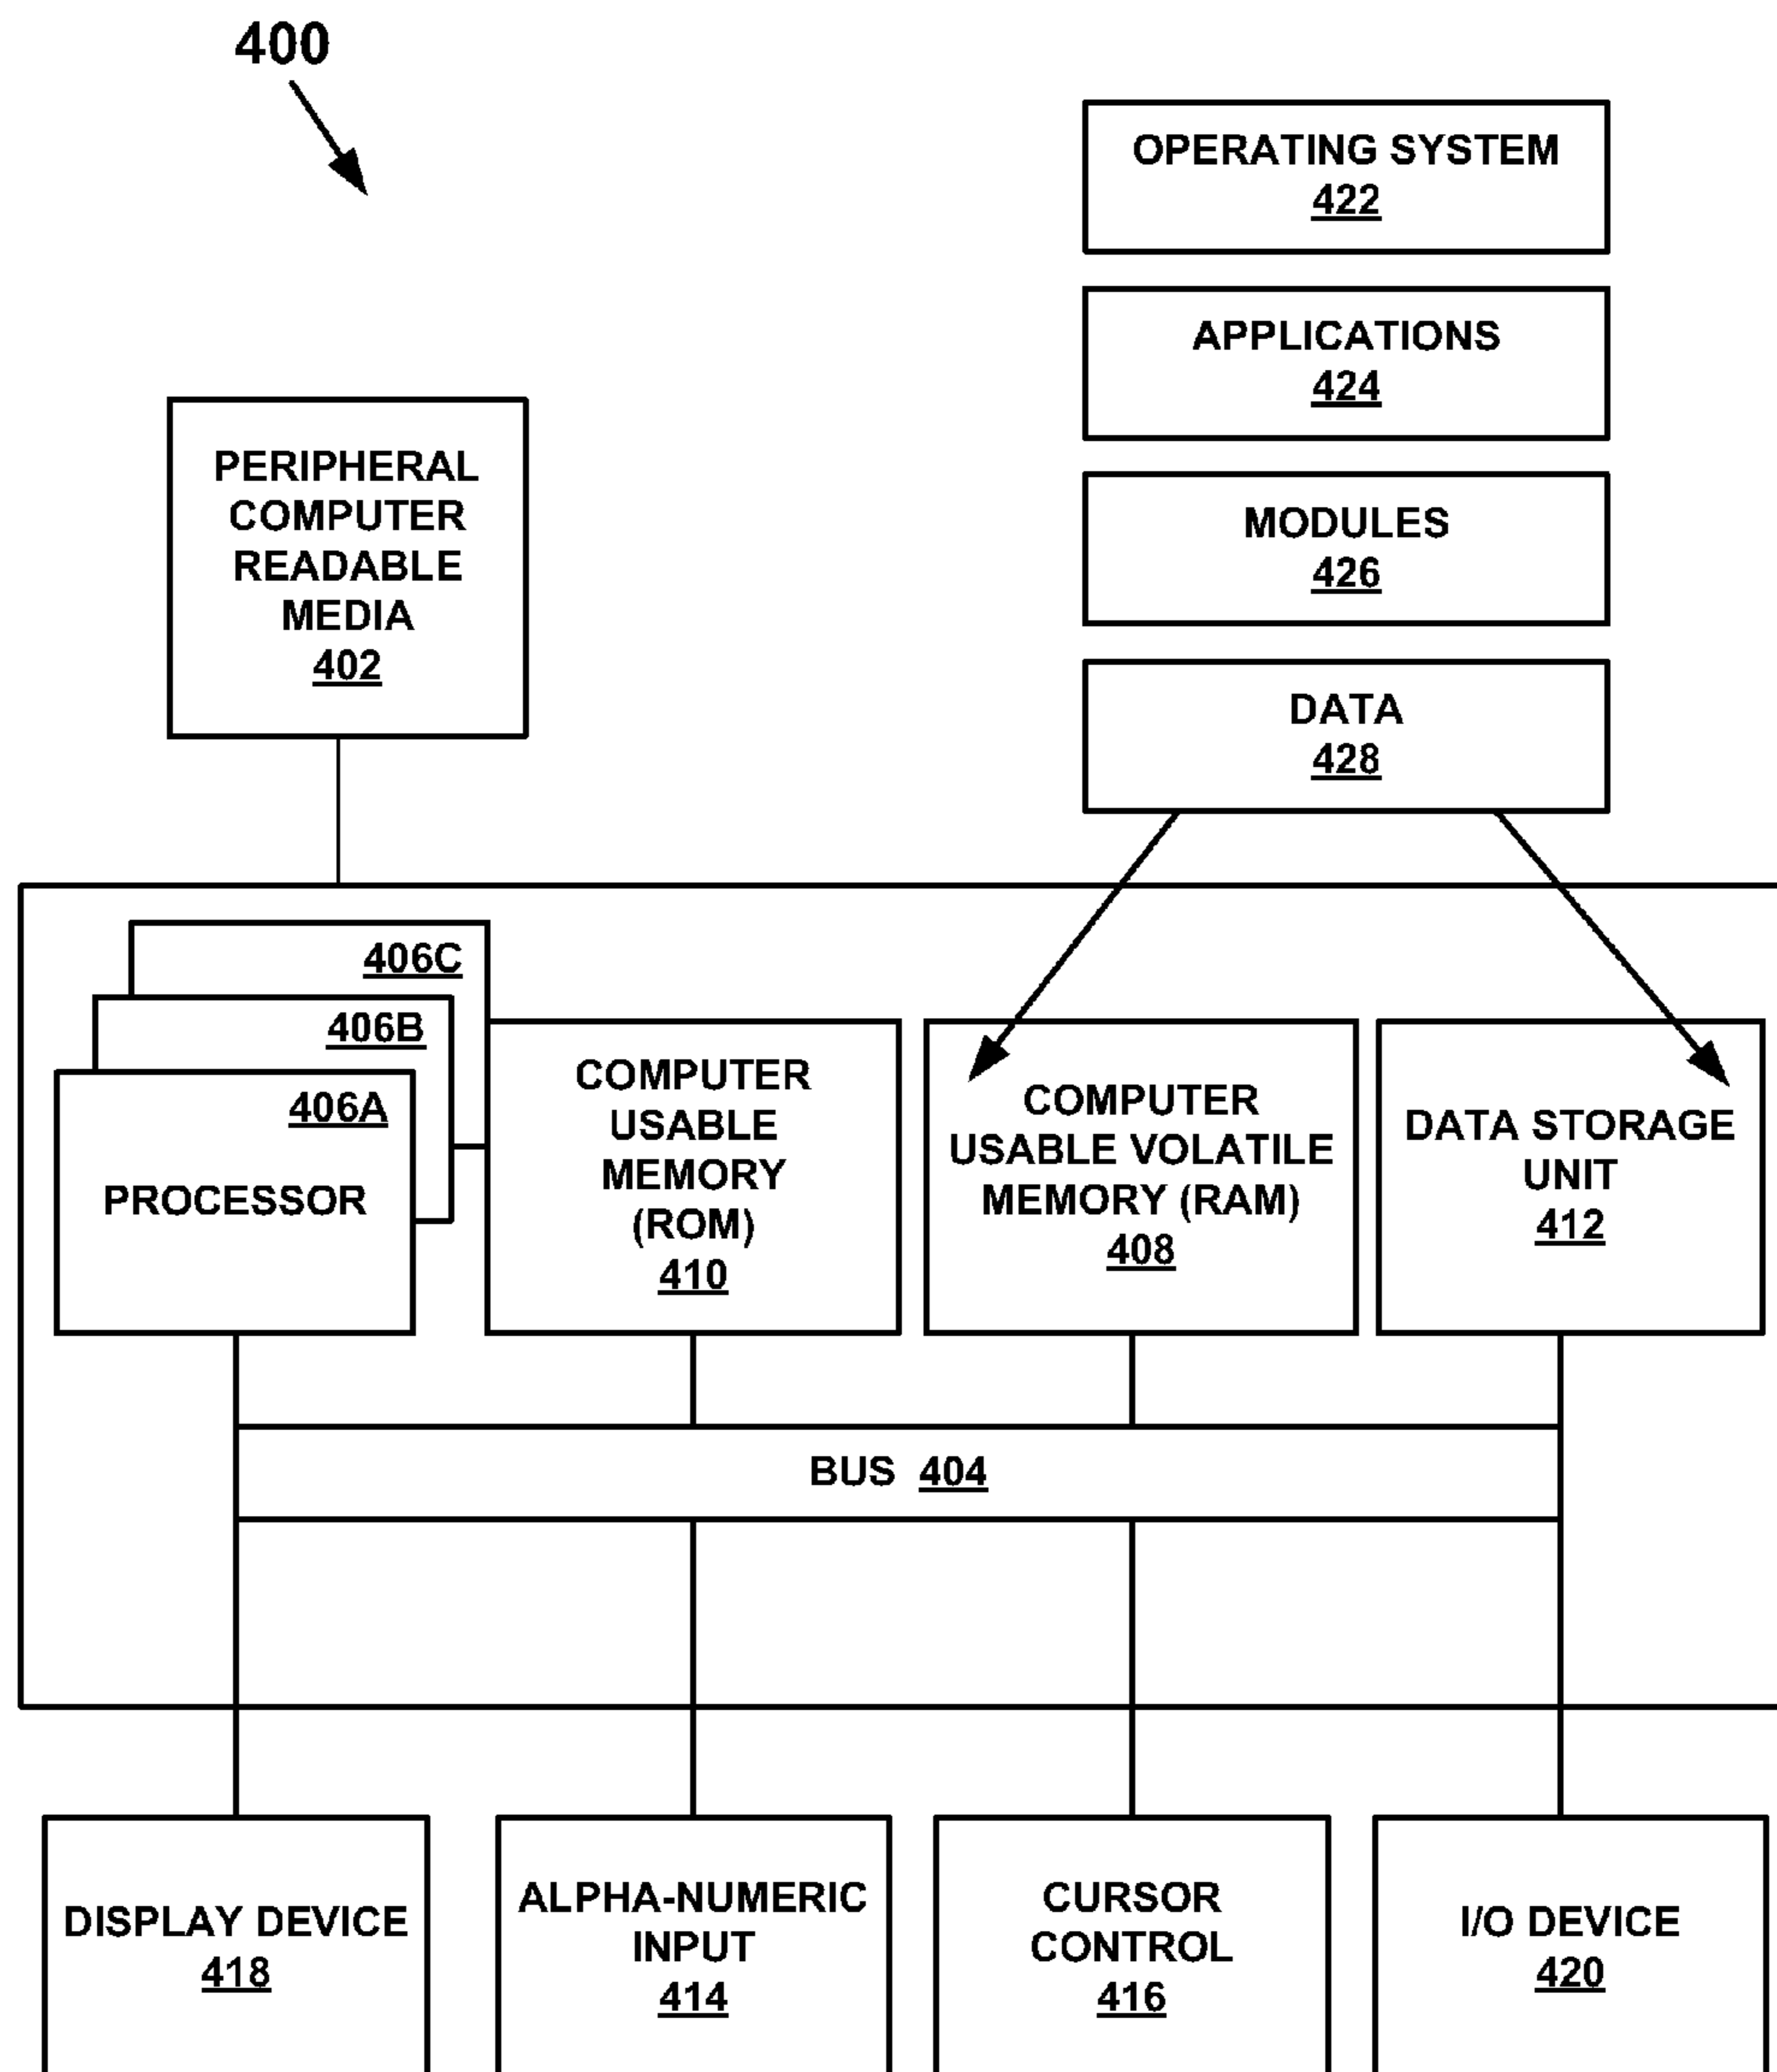 400
OPERATING SYSTEM
422
APPLICATIONS
424
MODULES
426
DATA
428
PERIPHERAL
COMPUTER
READABLE
MEDIA
402
406C
406B
406A
PROCESSOR
COMPUTER
USABLE
MEMORY
(ROM)
410
COMPUTER
USABLE VOLATILE
MEMORY (RAM)
408
DATA STORAGE
UNIT
412
BUS 404
DISPLAY DEVICE
418
ALPHA-NUMERIC
INPUT
414
CURSOR
CONTROL
416
I/O DEVICE
420